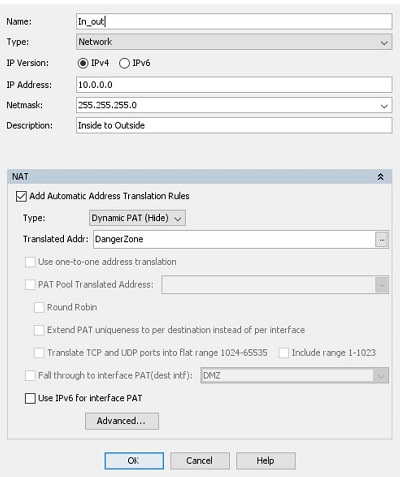 Name: In_out
Type: Network
IP Version: IPv4 IPv6
IP Address: 10.0.0.0
Netmask: 255.255.255.0
Description: Inside to Outside
NAT
Add Automatic Address Translation Rules
Type: Dynamic PAT (Hide)
Translated Addr: DangerZone ...
Use one-to-one address translation
PAT Pool Translated Address: ...
Round Robin
Extend PAT uniqueness to per destination instead of per interface
Translate TCP and UDP ports into flat range 1024-65535 Include range 1-1023
Fall through to interface PAT(dest intf): DMZ
Use IPv6 for interface PAT
Advanced...
OK Cancel Help